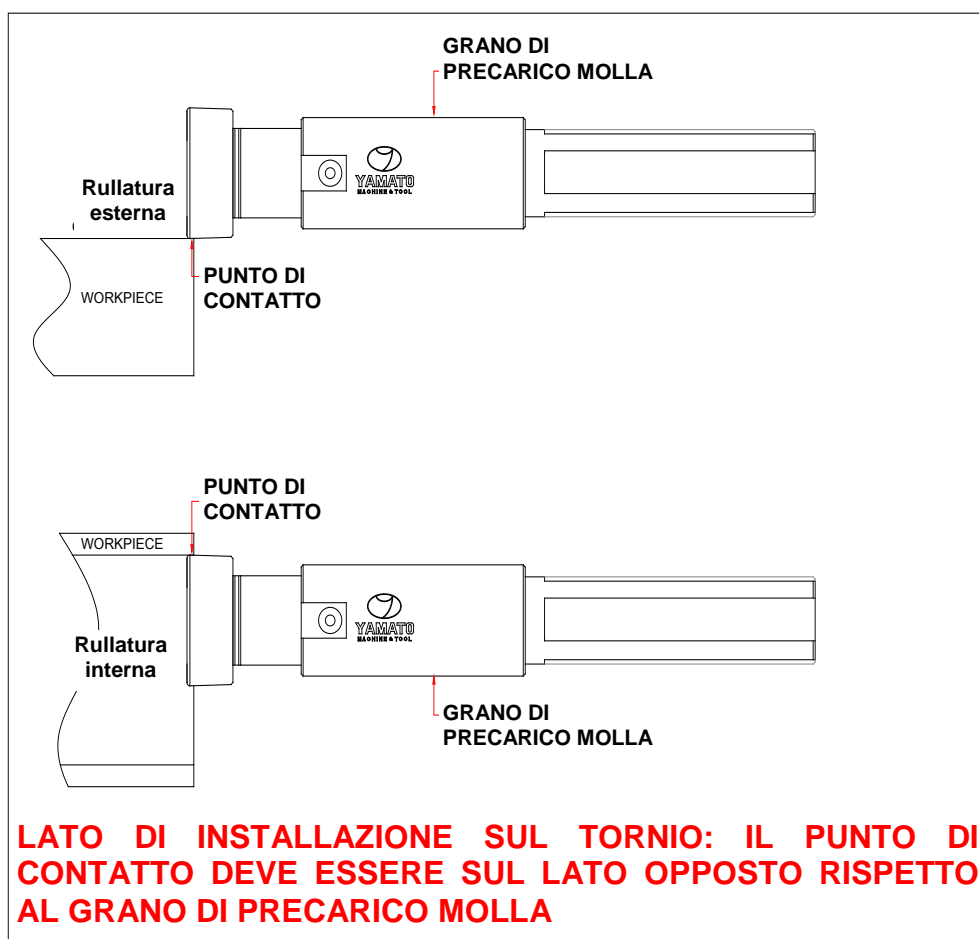 GRANO DI
PRECARICO MOLLA
YAMATO
MACHINE & TOOL
Rullatura
esterna
PUNTO DI
CONTATTO
WORKPIECE
PUNTO DI
CONTATTO
WORKPIECE
YAMATO
MACHINE & TOOL
Rullatura
interna
GRANO DI
PRECARICO MOLLA
LATO DI INSTALLAZIONE SUL TORNIO: IL PUNTO DI
CONTATTO DEVE ESSERE SUL LATO OPPOSTO RISPETTO
AL GRANO DI PRECARICO MOLLA